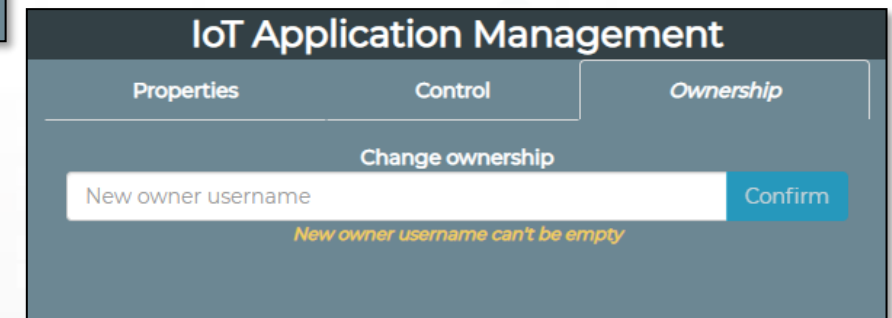 IoT Application Management
Properties Control Ownership
Change ownership
New owner username Confirm
New owner username can't be empty